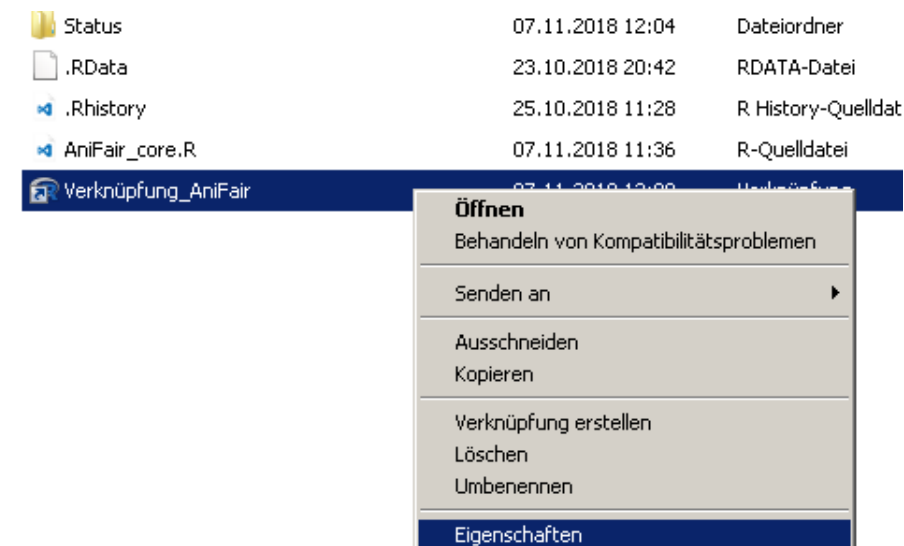 Status 07.11.2018 12:04 Dateiordner
.RData 23.10.2018 20:42 RDATA-Datei
.Rhistory 25.10.2018 11:28 R History-Quelldat
AniFair_core.R 07.11.2018 11:36 R-Quelldatei
Verknüpfung_AniFair
Öffnen
Behandeln von Kompatibilitätsproblemen
Senden an
Ausschneiden
Kopieren
Verknüpfung erstellen
Löschen
Umbenennen
Eigenschaften